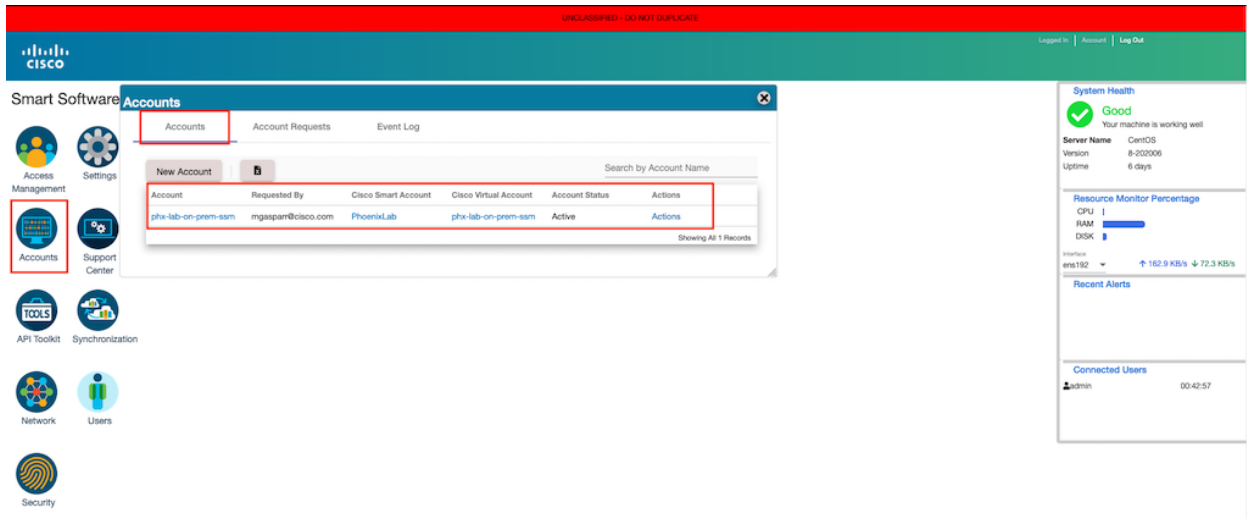 UNCLASSIFIED - DO NOT DUPLICATE
Logged In Account Log Out
CISCO
Smart Software
Access Management
Settings
Accounts
Support Center
TOOLS
API Toolkit
Synchronization
Network
Users
Security
Accounts
Accounts Account Requests Event Log
New Account
Search by Account Name
Account Requested By Cisco Smart Account Cisco Virtual Account Account Status Actions
phx-lab-on-prem-ssm mgasparr@cisco.com PhoenixLab phx-lab-on-prem-ssm Active Actions
Showing All 1 Records
System Health
Good
Your machine is working well
Server Name CentOS
Version 8-202006
Uptime 6 days
Resource Monitor Percentage
CPU
RAM
DISK
Interface
ens192 162.9 KB/s 72.3 KB/s
Recent Alerts
Connected Users
admin 00:42:57